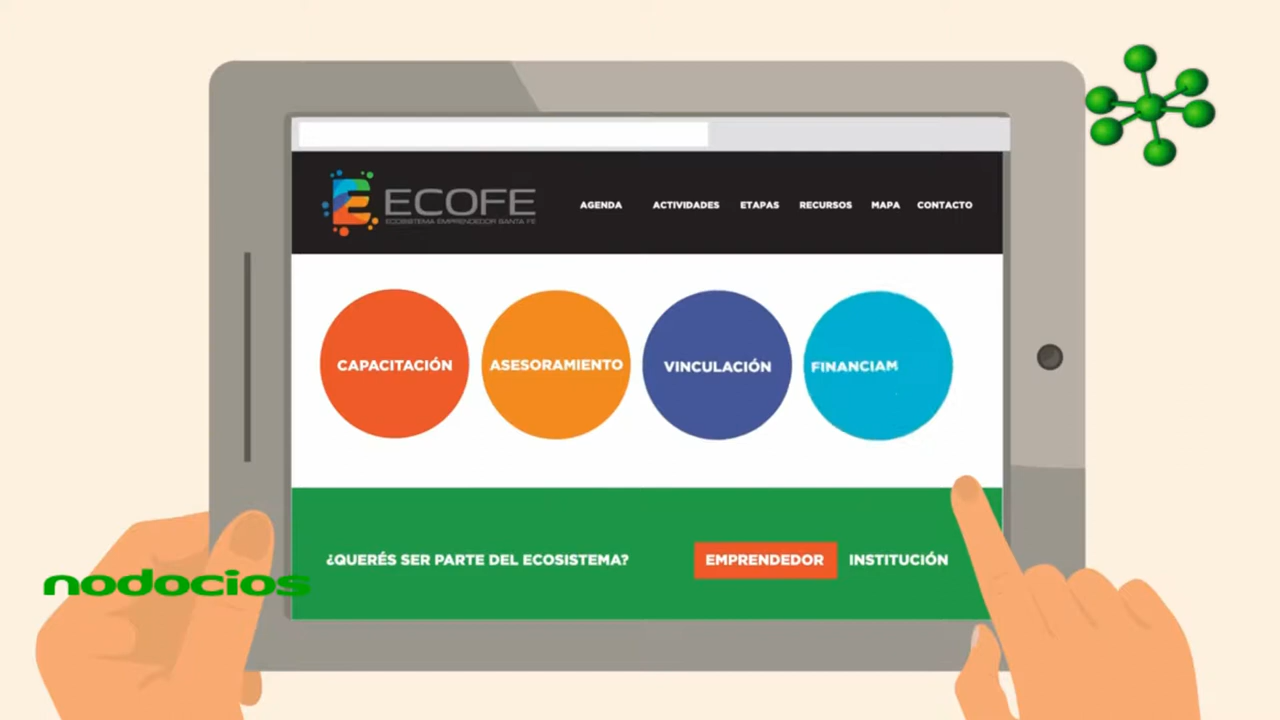 ECOFE
ECOSISTEMA EMPRENDEDOR SANTA FE
AGENDA ACTIVIDADES ETAPAS RECURSOS MAPA CONTACTO
CAPACITACIÓN ASESORAMIENTO VINCULACIÓN FINANCIAM
¿QUERÉS SER PARTE DEL ECOSISTEMA? EMPRENDEDOR INSTITUCIÓN
nodocios